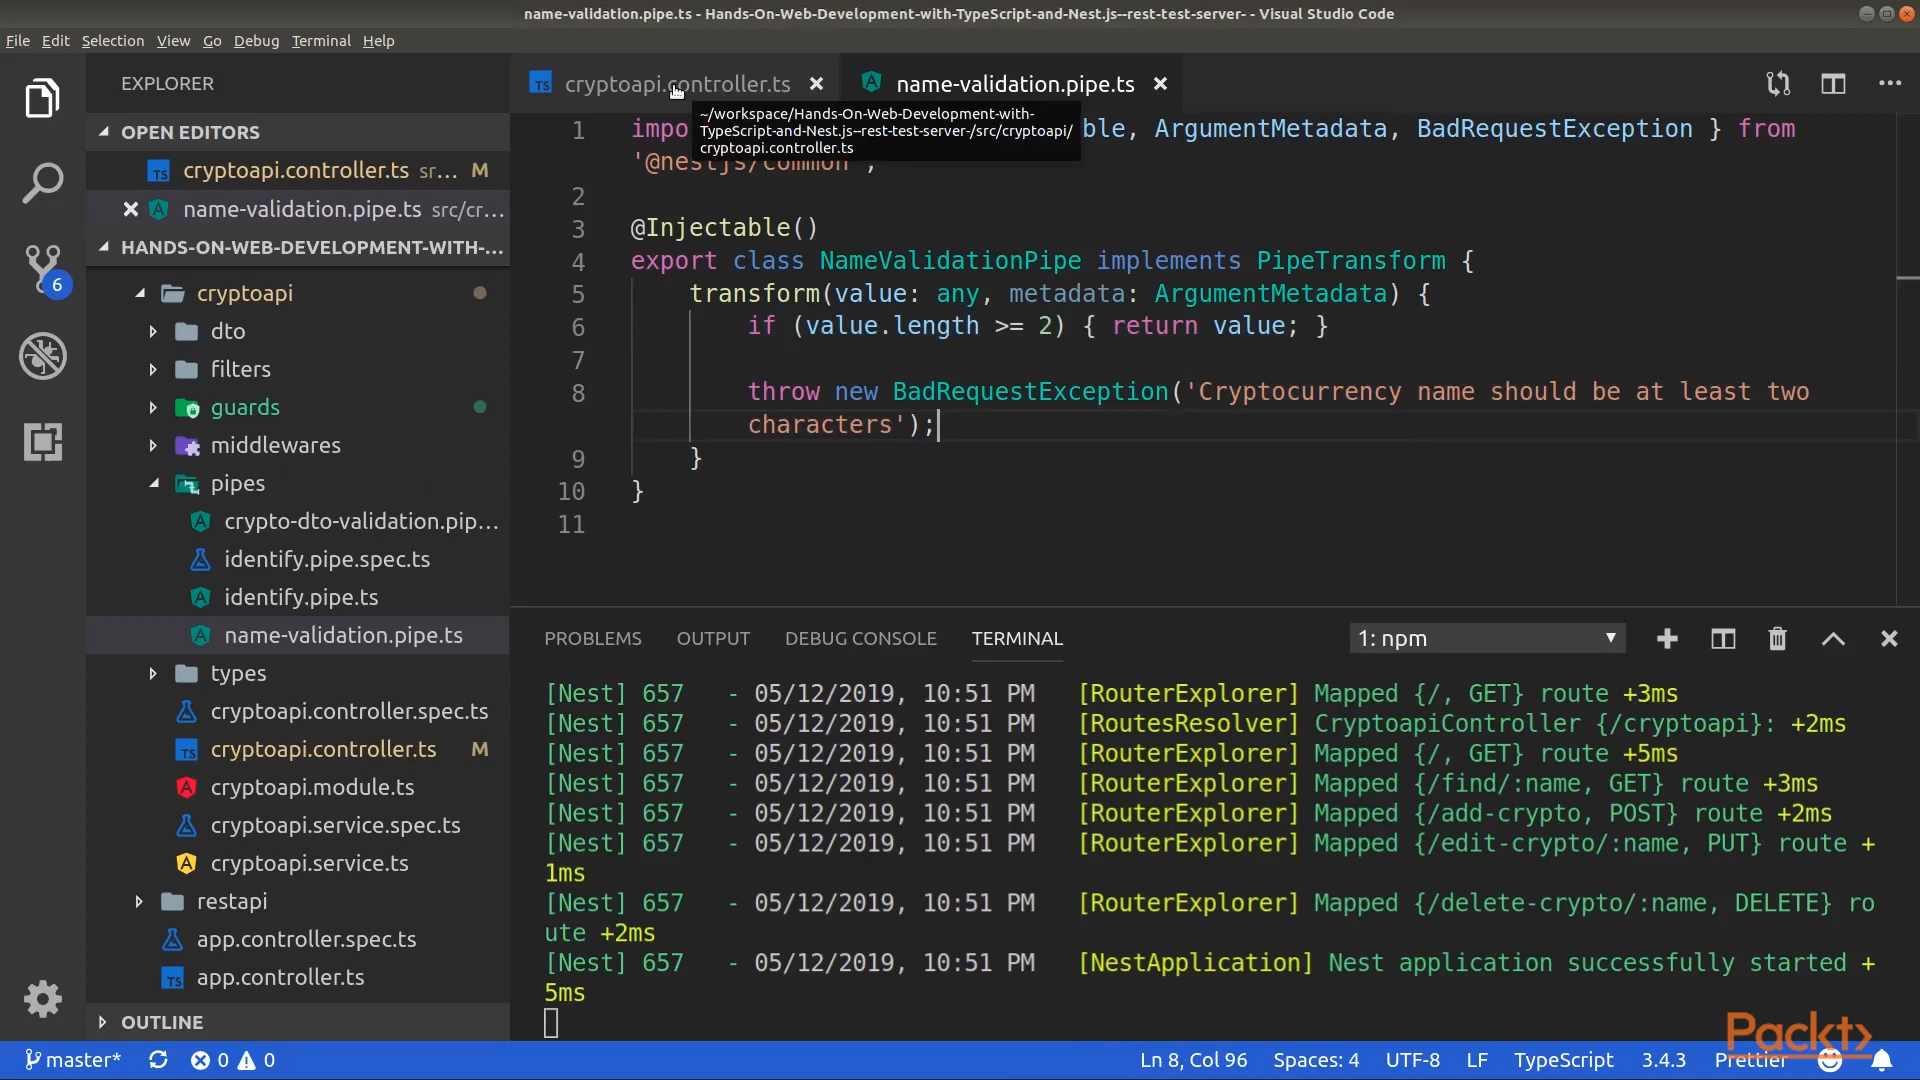 name-validation.pipe.ts - Hands-On-Web-Development-with-TypeScript-and-Nest.js--rest-test-server- - Visual Studio Code
File Edit Selection View Go Debug Terminal Help
EXPLORER
OPEN EDITORS
TS cryptoapi.controller.ts sr... M
name-validation.pipe.ts src/cr...
HANDS-ON-WEB-DEVELOPMENT-WITH-...
cryptoapi
dto
filters
guards
middlewares
pipes
crypto-dto-validation.pip...
identify.pipe.spec.ts
identify.pipe.ts
name-validation.pipe.ts
types
cryptoapi.controller.spec.ts
TS cryptoapi.controller.ts M
cryptoapi.module.ts
cryptoapi.service.spec.ts
cryptoapi.service.ts
restapi
app.controller.spec.ts
TS app.controller.ts
OUTLINE
6
TS cryptoapi.controller.ts
name-validation.pipe.ts
~/workspace/Hands-On-Web-Development-with-
TypeScript-and-Nest.js--rest-test-server-/src/cryptoapi/
cryptoapi.controller.ts
1 impo ble, ArgumentMetadata, BadRequestException } from
'@nestjs/common';
2
3 @Injectable()
4 export class NameValidationPipe implements PipeTransform {
5 transform(value: any, metadata: ArgumentMetadata) {
6 if (value.length >= 2) { return value; }
7
8 throw new BadRequestException('Cryptocurrency name should be at least two
characters');
9 }
10 }
11
PROBLEMS OUTPUT DEBUG CONSOLE TERMINAL 1: npm
[Nest] 657 - 05/12/2019, 10:51 PM [RouterExplorer] Mapped {/, GET} route +3ms
[Nest] 657 - 05/12/2019, 10:51 PM [RoutesResolver] CryptoapiController {/cryptoapi}: +2ms
[Nest] 657 - 05/12/2019, 10:51 PM [RouterExplorer] Mapped {/, GET} route +5ms
[Nest] 657 - 05/12/2019, 10:51 PM [RouterExplorer] Mapped {/find/:name, GET} route +3ms
[Nest] 657 - 05/12/2019, 10:51 PM [RouterExplorer] Mapped {/add-crypto, POST} route +2ms
[Nest] 657 - 05/12/2019, 10:51 PM [RouterExplorer] Mapped {/edit-crypto/:name, PUT} route +
1ms
[Nest] 657 - 05/12/2019, 10:51 PM [RouterExplorer] Mapped {/delete-crypto/:name, DELETE} ro
ute +2ms
[Nest] 657 - 05/12/2019, 10:51 PM [NestApplication] Nest application successfully started +
5ms
Packt>
master* 0 0 Ln 8, Col 96 Spaces: 4 UTF-8 LF TypeScript 3.4.3 Prettier